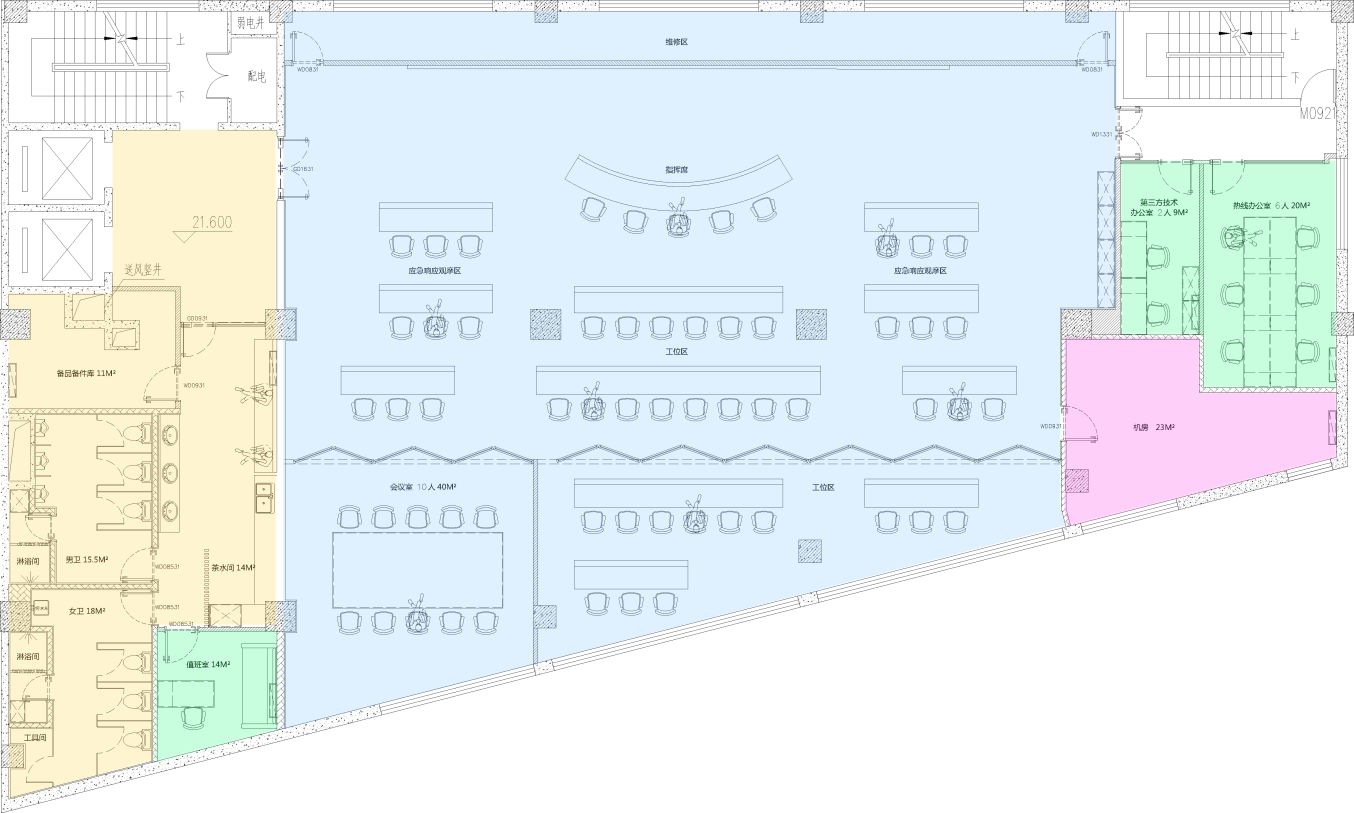 弱电井
上
配电
下
维修区
WD0831
WD0831
上
下
M0921
WD1331
GD1831
指挥席
第三方技术
办公室 2人 9M²
热线办公室 6人 20M²
21.600
送风竖井
应急响应观摩区
应急响应观摩区
GD0931
工位区
备品备件库 11M²
WD0931
WD0931
机房 23M²
会议室 10人 40M²
工位区
淋浴间
男卫 15.5M²
WD0831
茶水间 14M²
女卫 18M²
WD0831
WD0831
淋浴间
值班室 14M²
工具间